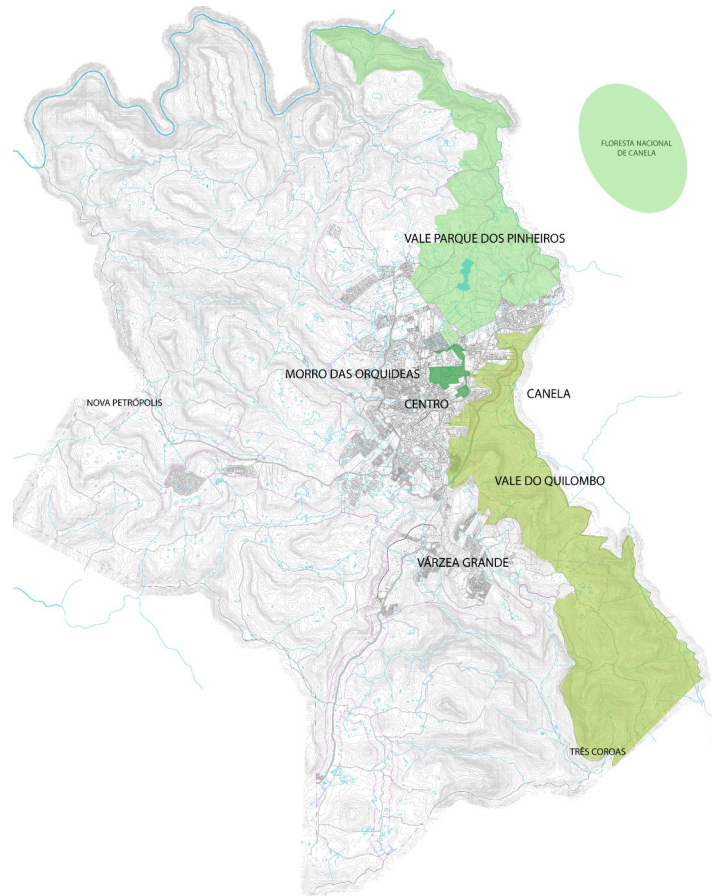 FLORESTA NACIONAL
DE CANELA
VALE PARQUE DOS PINHEIROS
MORRO DAS ORQUIDEAS
CANELA
NOVA PETRÓPOLIS
CENTRO
VALE DO QUILOMBO
VÁRZEA GRANDE
TRÊS COROAS